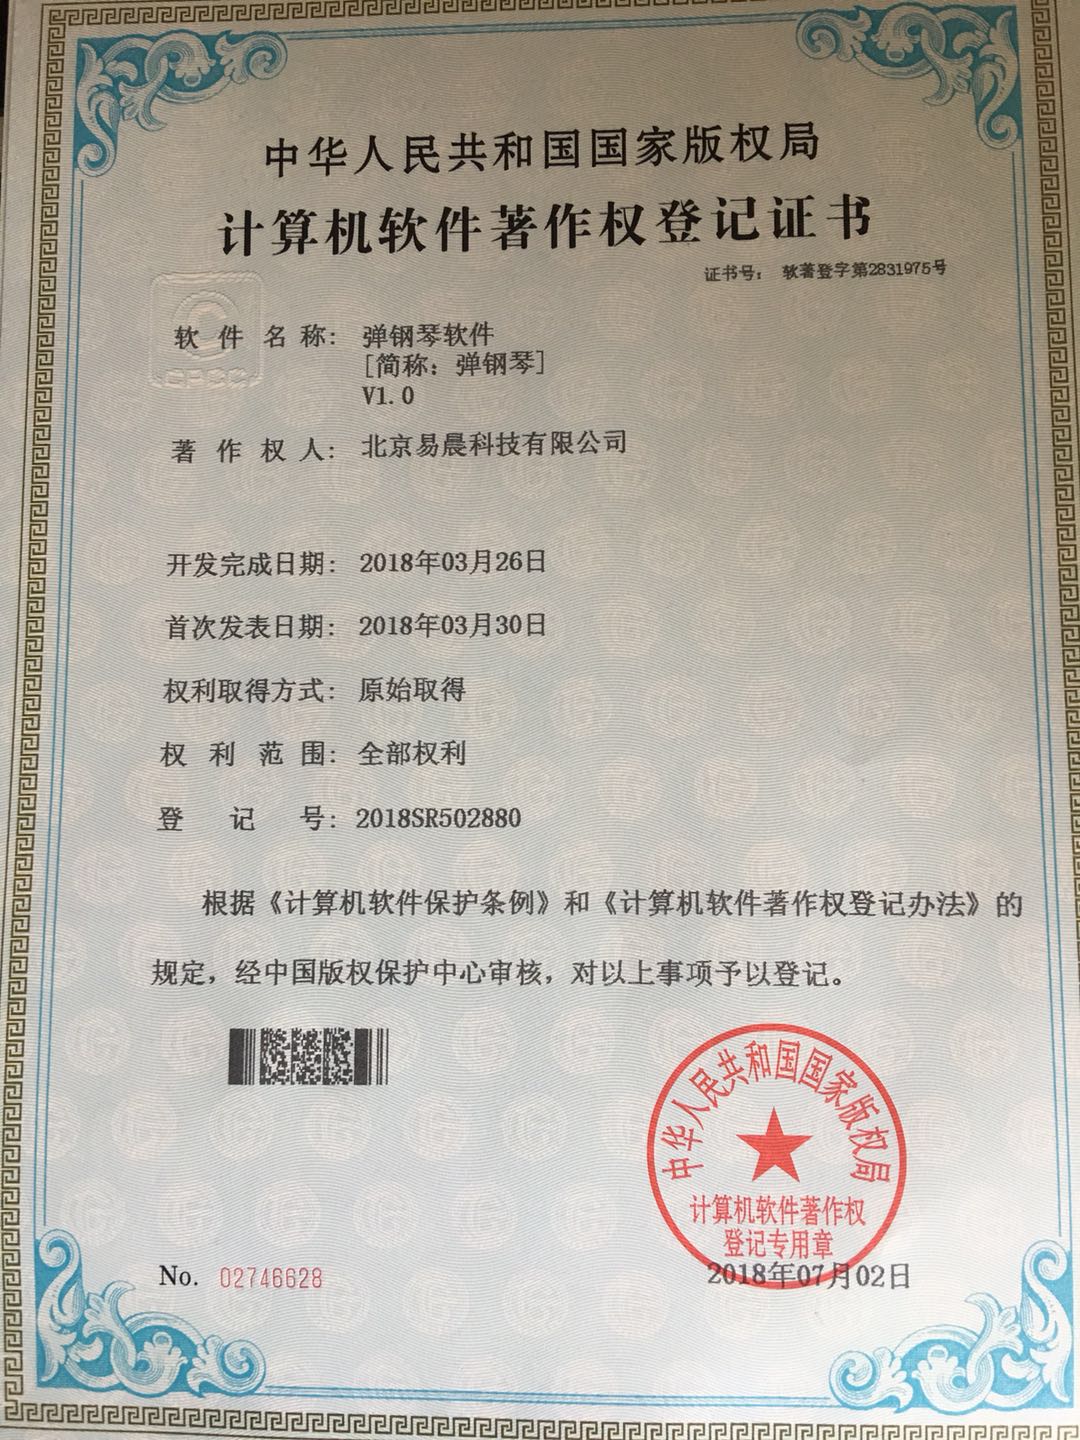 中华人民共和国国家版权局
计算机软件著作权登记证书
证书号： 软著登字第2831975号
软件名称： 弹钢琴软件
[简称：弹钢琴]
V1.0
著作权人： 北京易晨科技有限公司
开发完成日期： 2018年03月26日
首次发表日期： 2018年03月30日
权利取得方式： 原始取得
权利范围： 全部权利
登记号： 2018SR502880
根据《计算机软件保护条例》和《计算机软件著作权登记办法》的
规定，经中国版权保护中心审核，对以上事项予以登记。
中华人民共和国国家版权局
计算机软件著作权
登记专用章
No. 02746628
2018年07月02日
CPCC